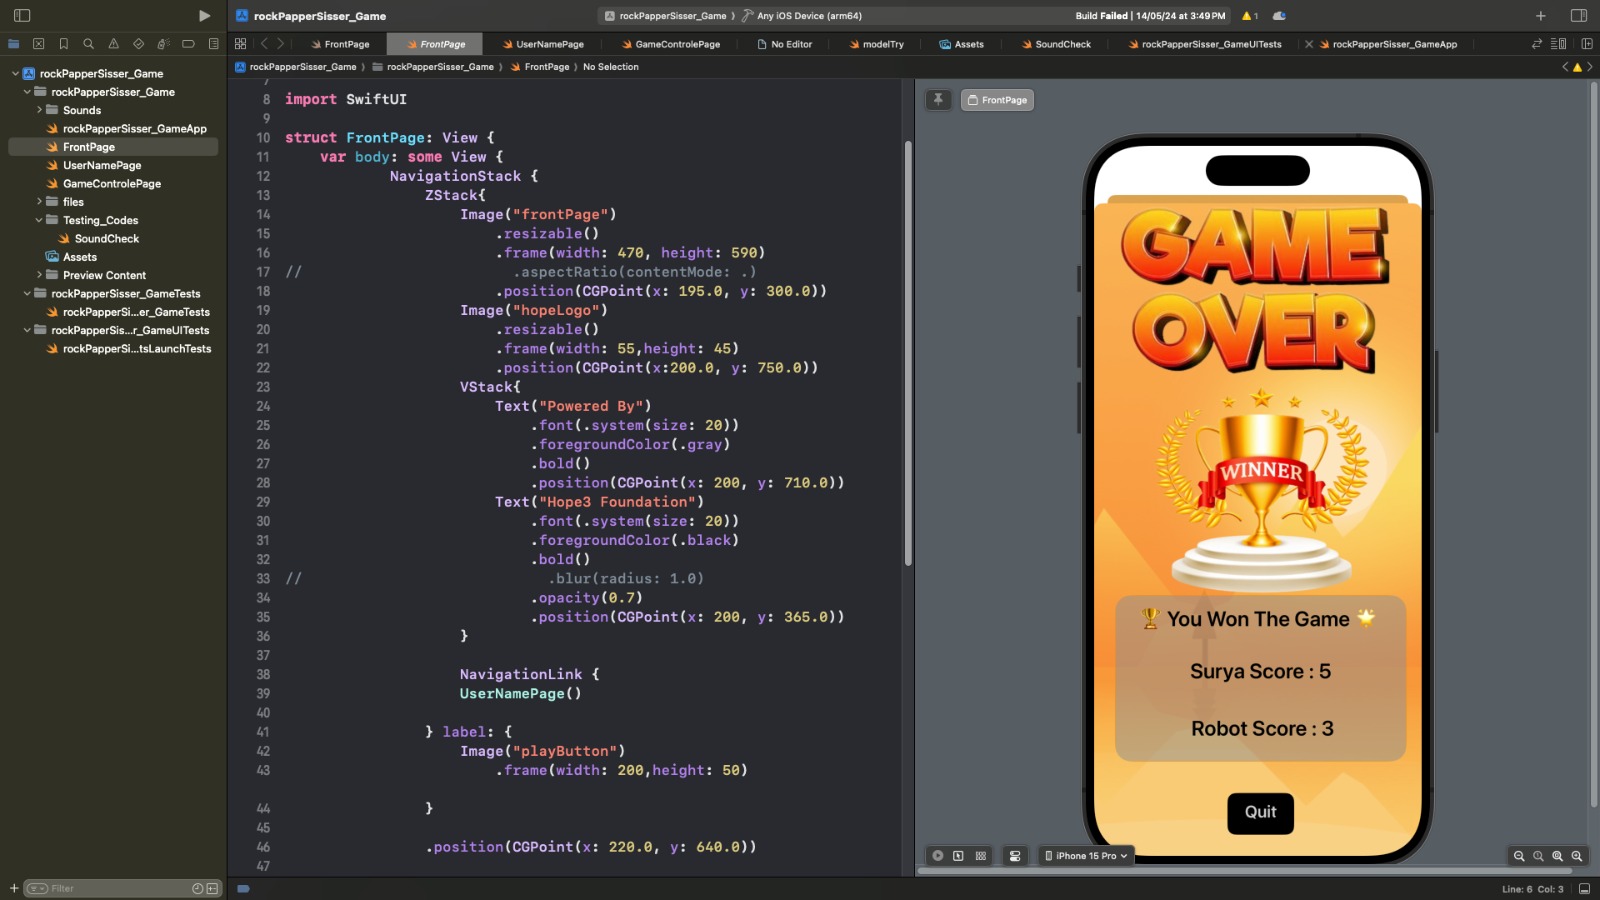 rockPapperSisser_Game
rockPapperSisser_Game
Any iOS Device (arm64)
Build Failed | 14/05/24 at 3:49 PM
1
FrontPage
FrontPage
UserNamePage
GameControlePage
No Editor
modelTry
Assets
SoundCheck
rockPapperSisser_GameUITests
rockPapperSisser_GameApp
rockPapperSisser_Game
rockPapperSisser_Game
FrontPage
No Selection
rockPapperSisser_Game
rockPapperSisser_Game
Sounds
rockPapperSisser_GameApp
FrontPage
UserNamePage
GameControlePage
files
Testing_Codes
SoundCheck
Assets
Preview Content
rockPapperSisser_GameTests
rockPapperSi...er_GameTests
rockPapperSis...r_GameUITests
rockPapperSi...tsLaunchTests
Filter
7
8 import SwiftUI
9
10 struct FrontPage: View {
11 var body: some View {
12 NavigationStack {
13 ZStack{
14 Image("frontPage")
15 .resizable()
16 .frame(width: 470, height: 590)
17 // .aspectRatio(contentMode: .)
18 .position(CGPoint(x: 195.0, y: 300.0))
19 Image("hopeLogo")
20 .resizable()
21 .frame(width: 55,height: 45)
22 .position(CGPoint(x:200.0, y: 750.0))
23 VStack{
24 Text("Powered By")
25 .font(.system(size: 20))
26 .foregroundColor(.gray)
27 .bold()
28 .position(CGPoint(x: 200, y: 710.0))
29 Text("Hope3 Foundation")
30 .font(.system(size: 20))
31 .foregroundColor(.black)
32 .bold()
33 // .blur(radius: 1.0)
34 .opacity(0.7)
35 .position(CGPoint(x: 200, y: 365.0))
36 }
37
38 NavigationLink {
39 UserNamePage()
40
41 } label: {
42 Image("playButton")
43 .frame(width: 200,height: 50)
44 }
45
46 .position(CGPoint(x: 220.0, y: 640.0))
47
FrontPage
GAME
OVER
WINNER
🏆 You Won The Game 🌟
Surya Score : 5
Robot Score : 3
Quit
iPhone 15 Pro
Line: 6 Col: 3